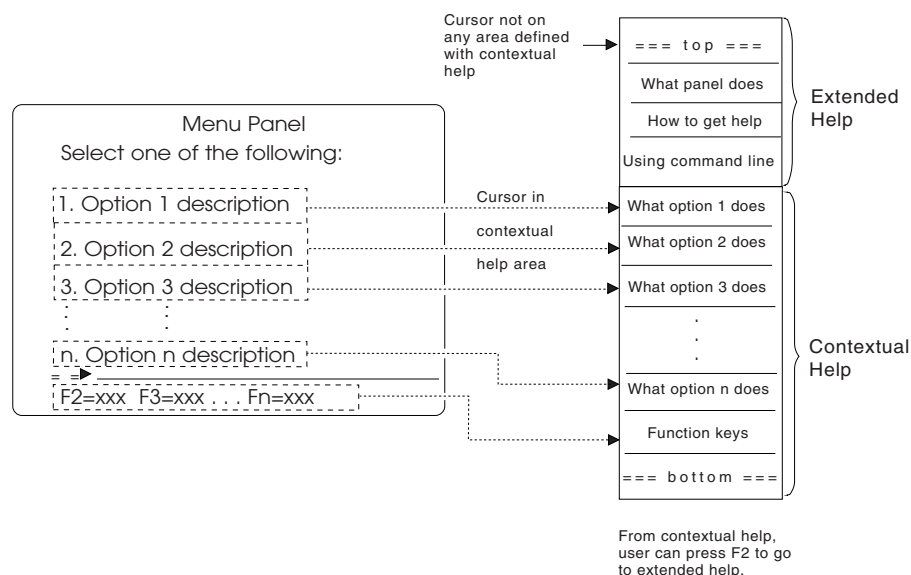 Cursor not on
any area defined
with contextual
help
=== top ===
What panel does
How to get help
Using command line
Extended
Help
Menu Panel
Select one of the following:
1. Option 1 description
2. Option 2 description
3. Option 3 description
. .
. .
. .
n. Option n description
= =
F2=xxx F3=xxx . . . Fn=xxx
Cursor in
contextual
help area
What option 1 does
What option 2 does
What option 3 does
.
.
.
What option n does
Function keys
=== bottom ===
Contextual
Help
From contextual help,
user can press F2 to go
to extended help.